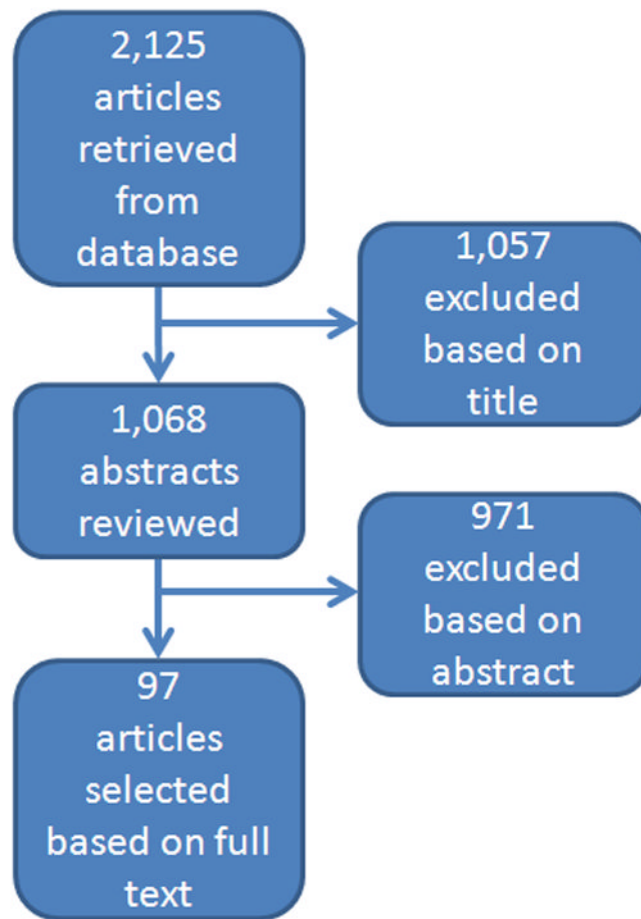 2,125
articles
retrieved
from
database
1,057
excluded
based on
title
1,068
abstracts
reviewed
971
excluded
based on
abstract
97
articles
selected
based on full
text